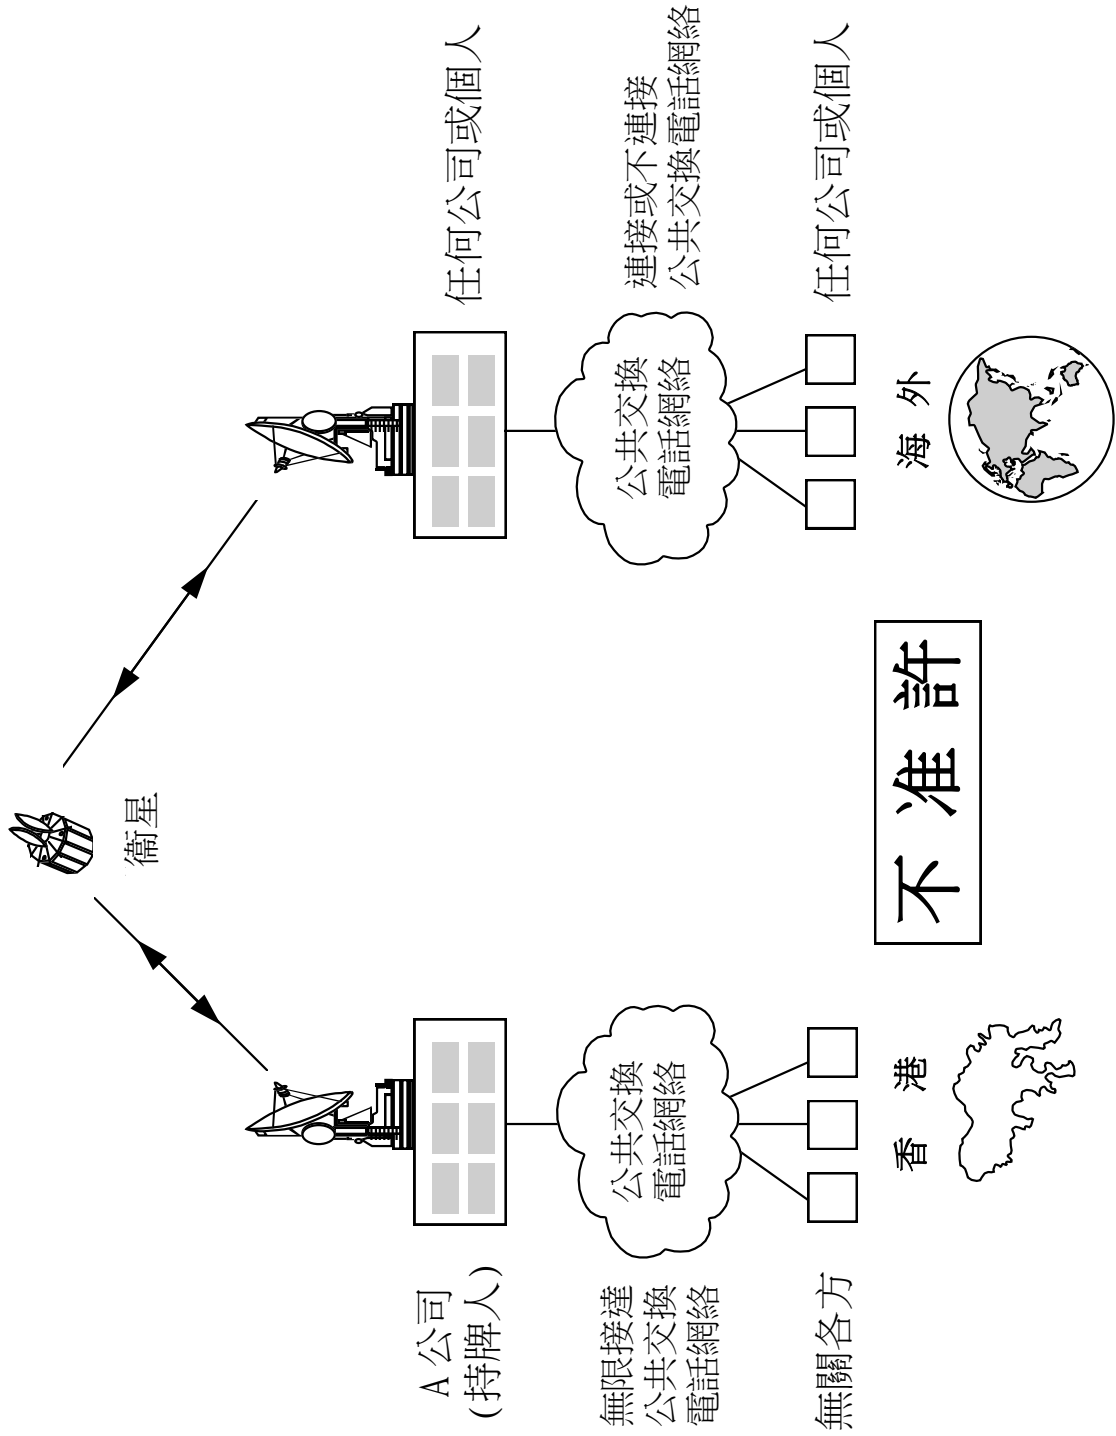 衞星
A 公司
(持牌人)
任何公司或個人
無限接達
公共交換
電話網絡
公共交換
電話網絡
公共交換
電話網絡
連接或不連接
公共交換電話網絡
無關各方
任何公司或個人
香 港
不 准 許
海 外